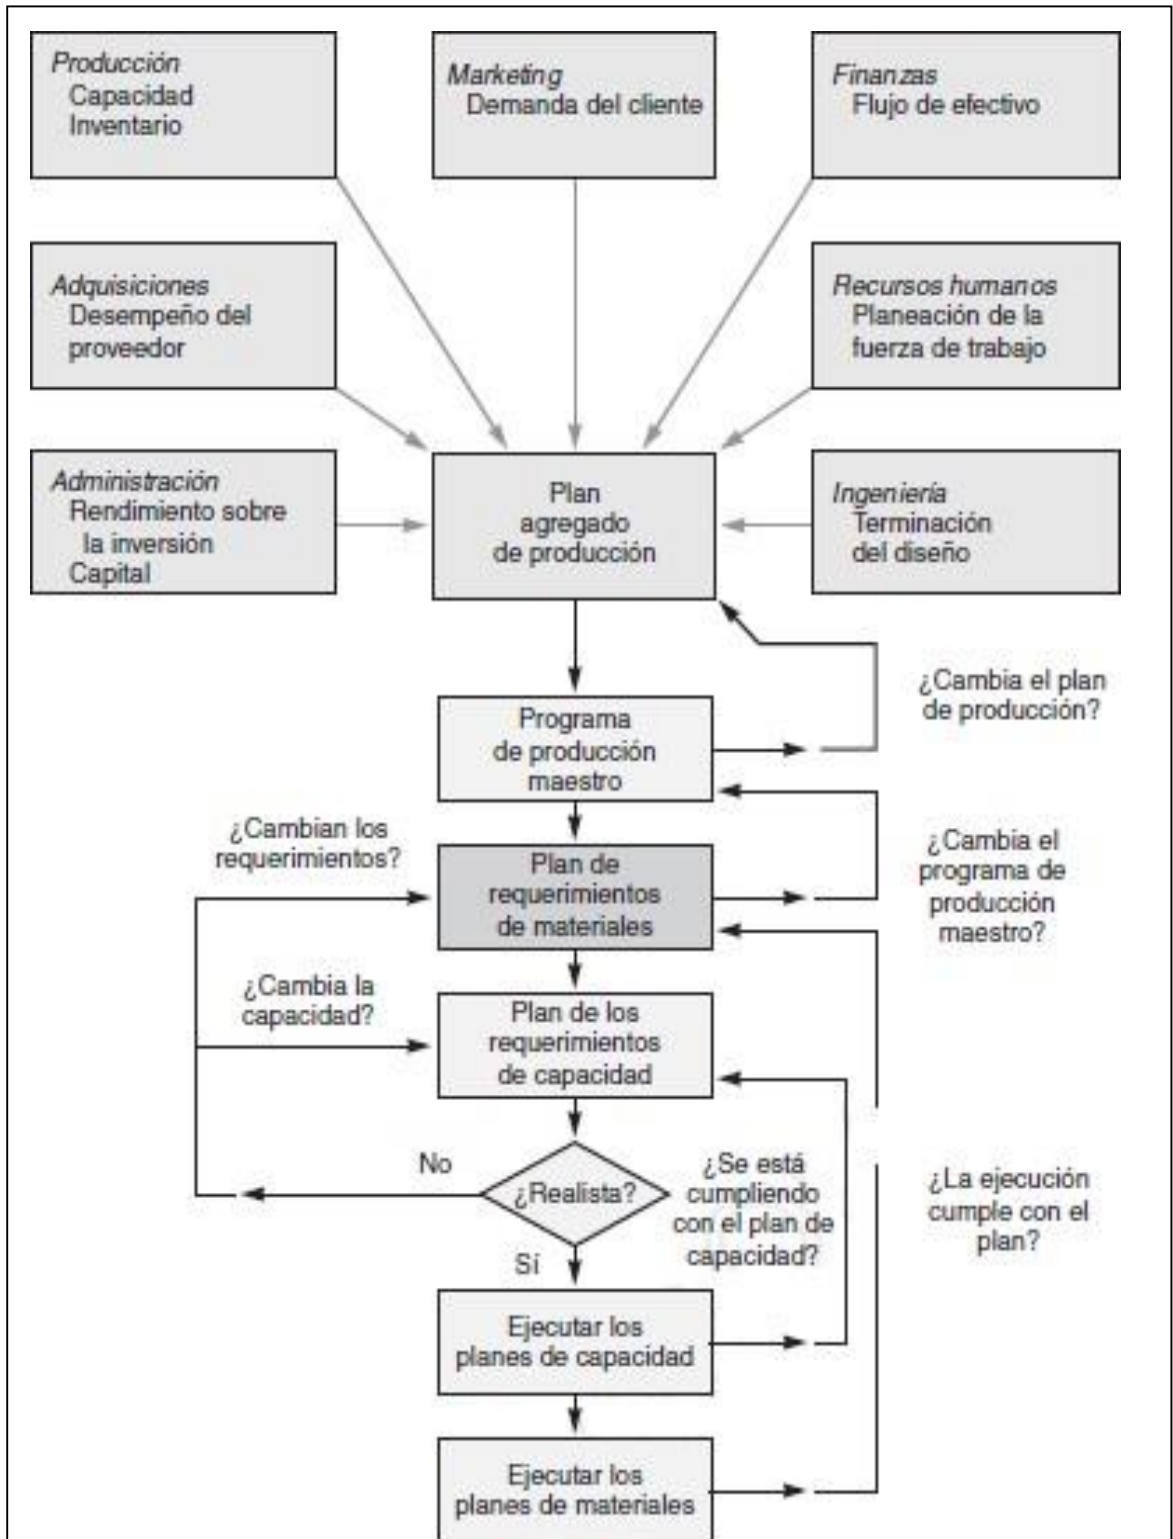 Producción
Capacidad
Inventario
Marketing
Demanda del cliente
Finanzas
Flujo de efectivo
Adquisiciones
Desempeño del
proveedor
Recursos humanos
Planeación de la
fuerza de trabajo
Administración
Rendimiento sobre
la inversión
Capital
Plan
agregado
de producción
Ingeniería
Terminación
del diseño
¿Cambia el plan
de producción?
Programa
de producción
maestro
¿Cambian los
requerimientos?
Plan de
requerimientos
de materiales
¿Cambia el
programa de
producción
maestro?
¿Cambia la
capacidad?
Plan de los
requerimientos
de capacidad
No
¿Realista?
Sí
¿Se está
cumpliendo
con el plan de
capacidad?
¿La ejecución
cumple con el
plan?
Ejecutar los
planes de capacidad
Ejecutar los
planes de materiales